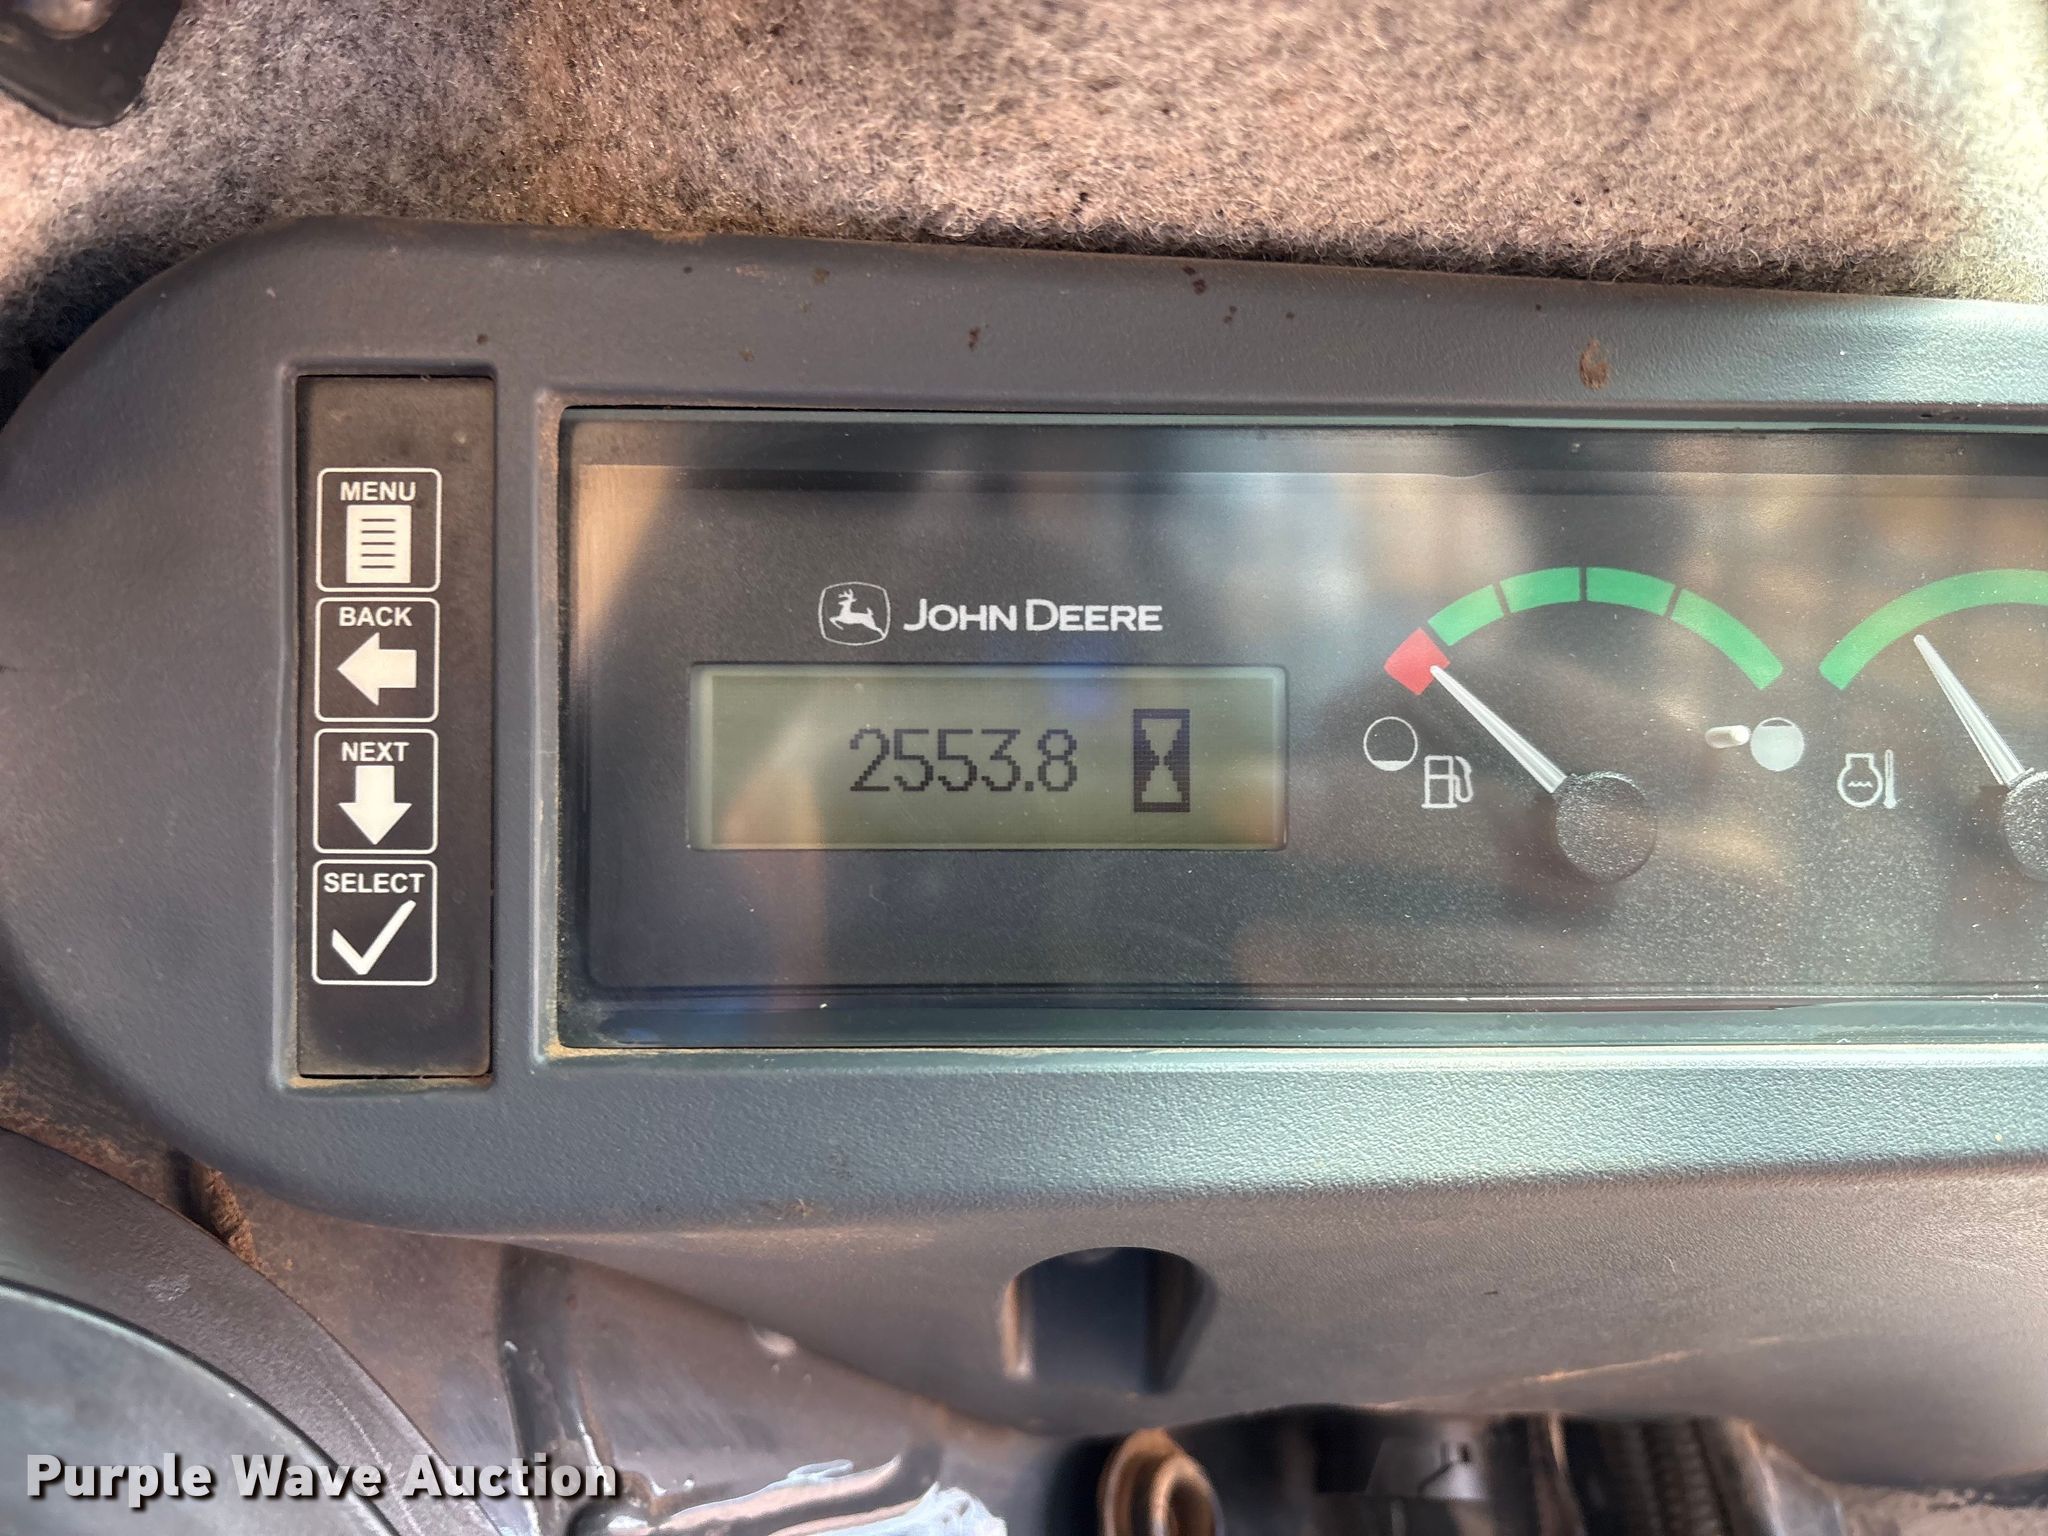 MENU
BACK
NEXT
SELECT
JOHN DEERE
2553.8
Purple Wave Auction